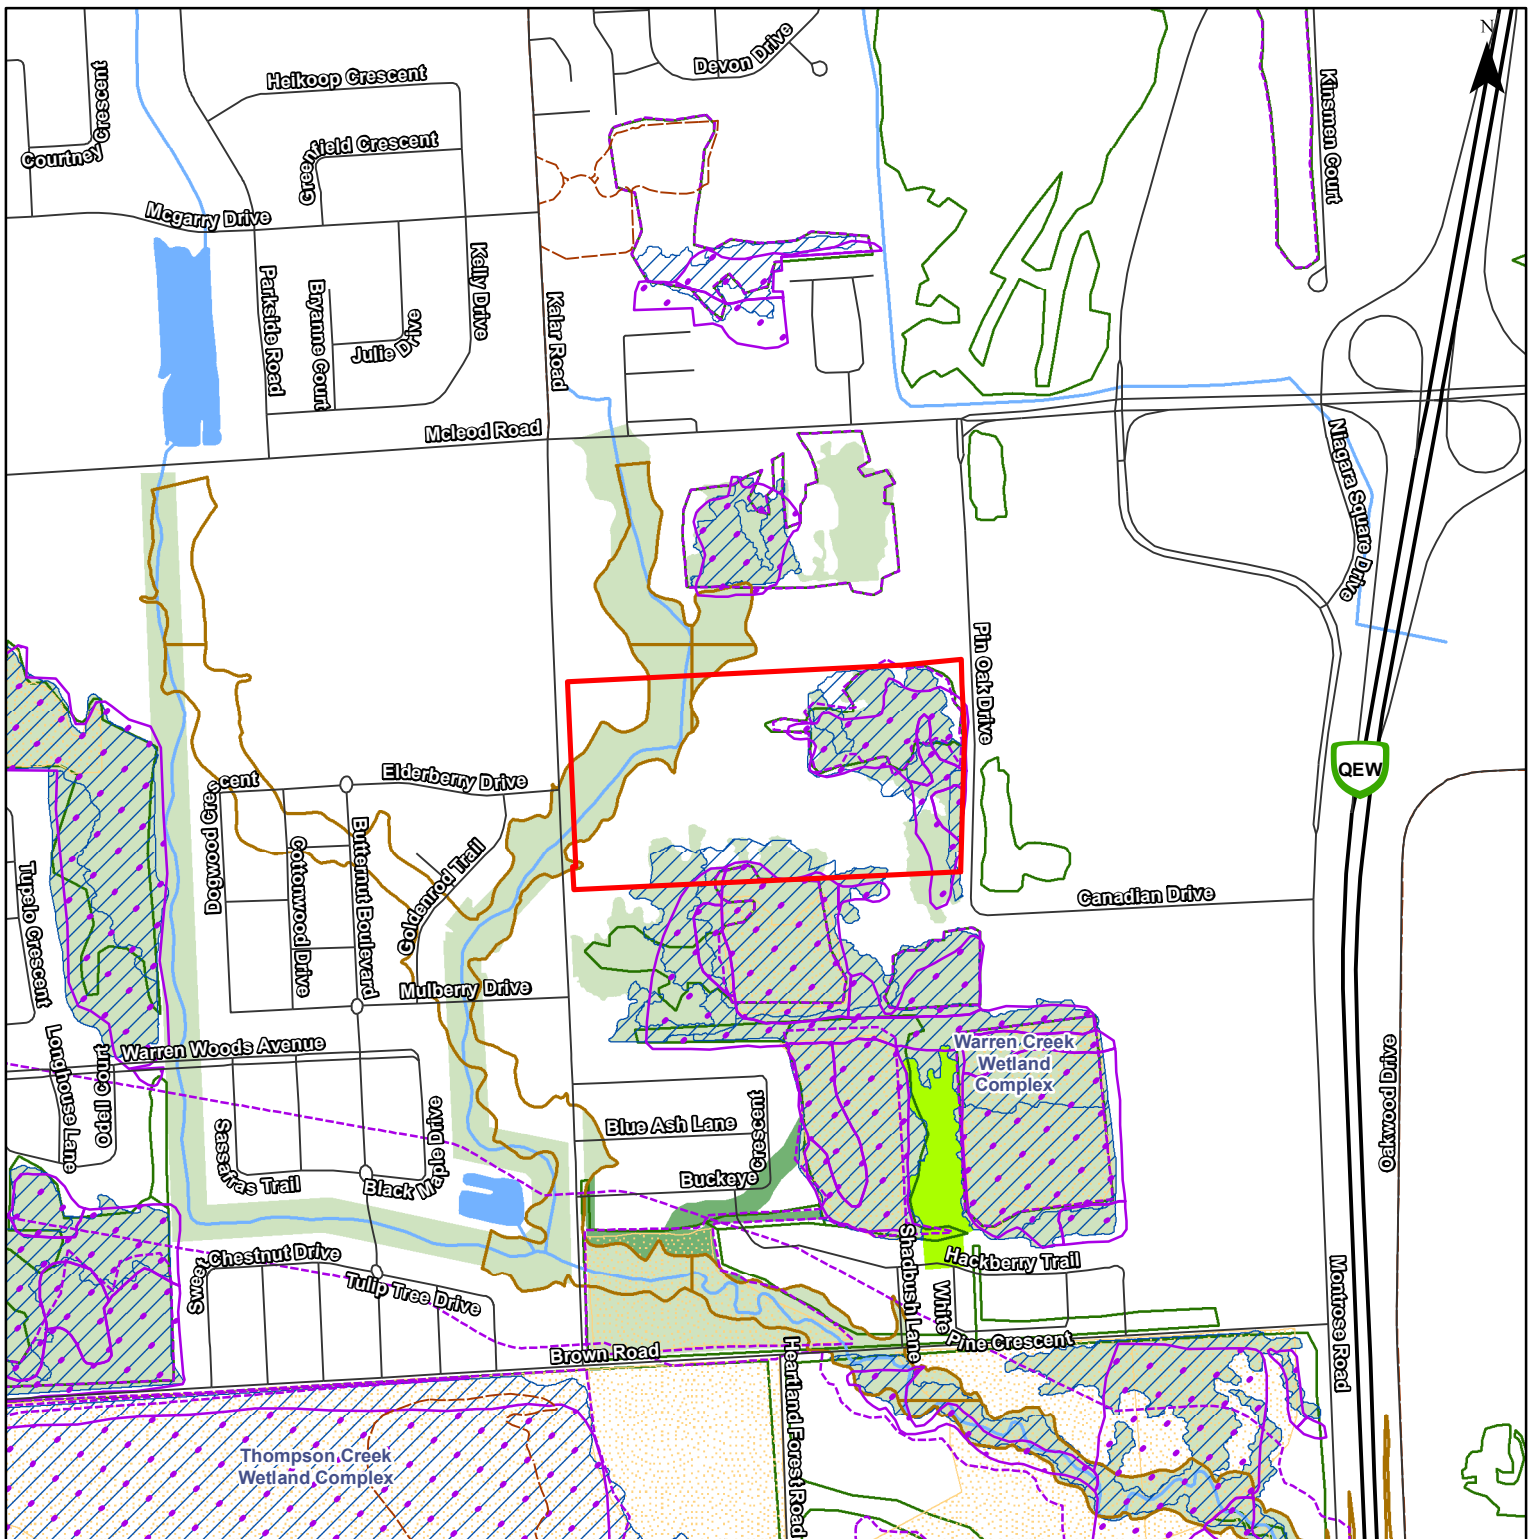 N
Devon Drive
Heikoop Crescent
Courtney Crescent
Greenfield Crescent
Kinsmen Court
Mcgarry Drive
Kelly Drive
Parkside Road
Bryanne Court
Julie Drive
Kalar Road
Mcleod Road
Niagara Square Drive
Pin Oak Drive
QEW
Elderberry Drive
Dogwood Crescent
Cottonwood Drive
Butternut Boulevard
Goldenrod Trail
Tupalo Crescent
Canadian Drive
Mulberry Drive
Warren Woods Avenue
Longhouse Lane
Odell Court
Warren Creek
Wetland
Complex
Oakwood Drive
Blue Ash Lane
Buckeye Crescent
Sassafras Trail
Black Maple Drive
Shadbush Lane
Hackberry Trail
Sweet Chestnut Drive
Tulip Tree Drive
White Pine Crescent
Montrose Road
Brown Road
Heartland Forest Road
Thompson Creek
Wetland Complex